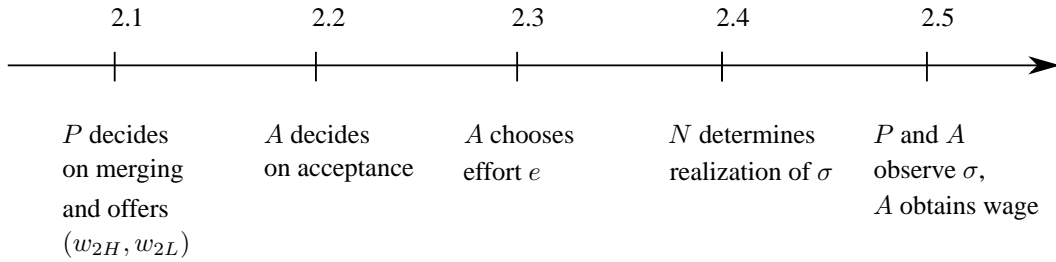 2.1
2.2
2.3
2.4
2.5
P decides
on merging
and offers
(w₂H, w₂L)
A decides
on acceptance
A chooses
effort e
N determines
realization of σ
P and A
observe σ,
A obtains wage